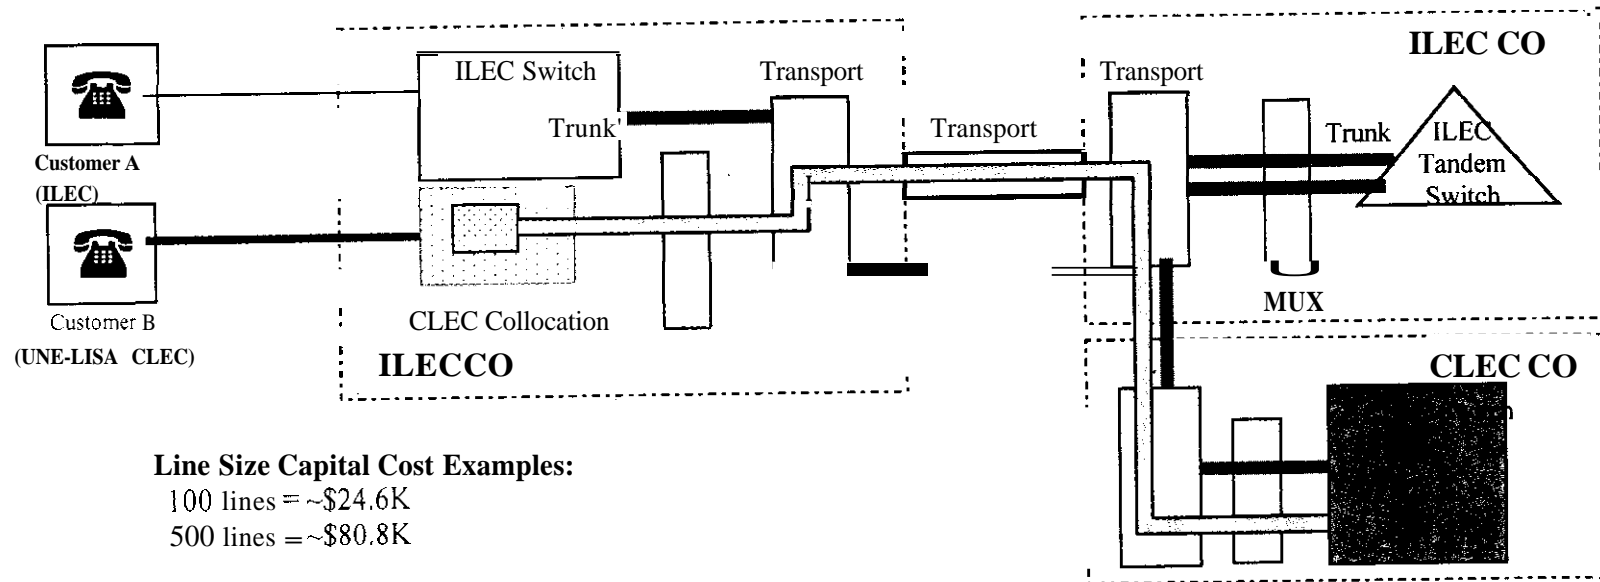 ILEC CO
ILEC Switch
Transport
Transport
Trunk
Transport
Trunk
ILEC
Tandem
Switch
Customer A
(ILEC)
MUX
Customer B
CLEC Collocation
(UNE-LISA CLEC)
ILECCO
CLEC CO
Line Size Capital Cost Examples:
100 lines = ~$24.6K
500 lines = ~$80.8K